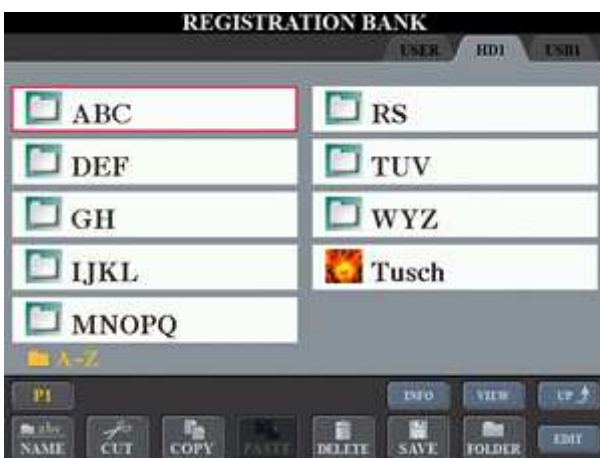 REGISTRATION BANK
USER HD1 USB1
ABC
DEF
GH
IJKL
MNOPQ
RS
TUV
WYZ
Tusch
A-Z
P1
INFO VIEW UP
abc
NAME CUT COPY PASTE DELETE SAVE FOLDER EDIT